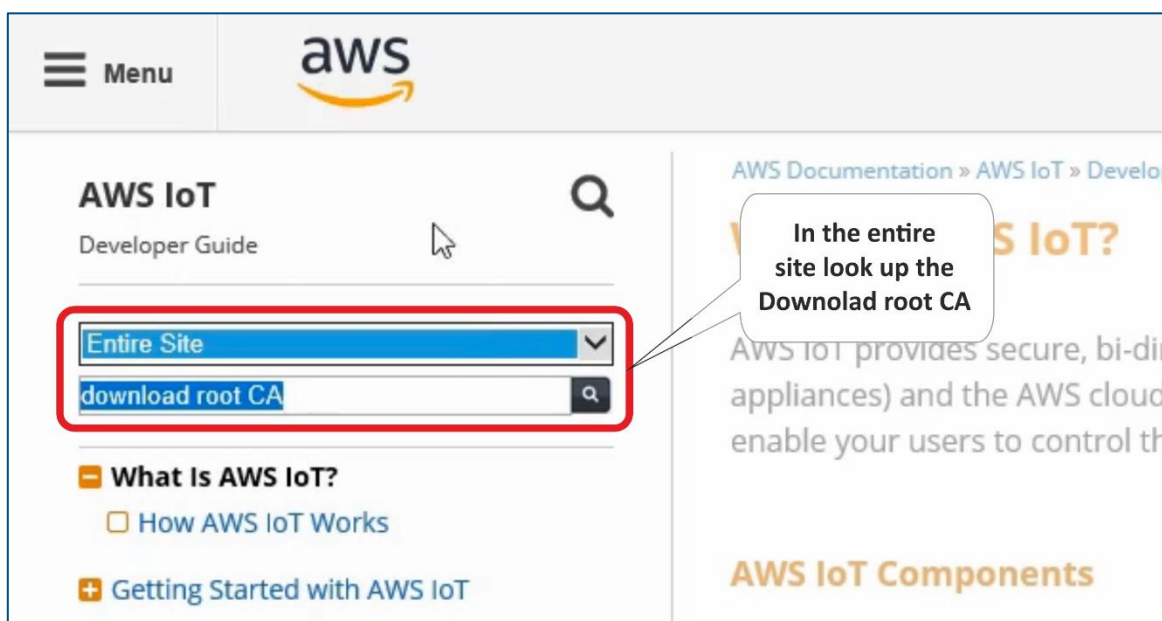 Menu
aws
AWS IoT
Developer Guide
Entire Site
download root CA
What Is AWS IoT?
How AWS IoT Works
Getting Started with AWS IoT
AWS Documentation » AWS IoT » Develo
S IoT?
In the entire
site look up the
Downolad root CA
AWS IoT provides secure, bi-di
appliances) and the AWS cloud
enable your users to control th
AWS IoT Components